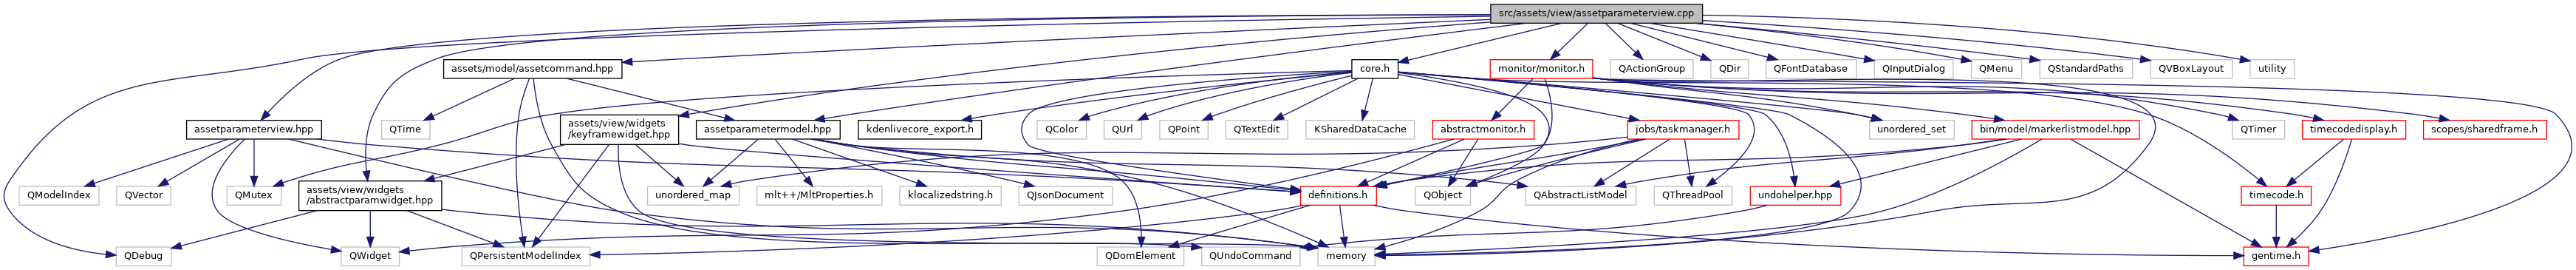 src/assets/view/assetparameterview.cpp
assets/model/assetcommand.hpp
core.h
monitor/monitor.h
QActionGroup
QDir
QFontDatabase
QInputDialog
QMenu
QStandardPaths
QVBoxLayout
utility
assetparameterview.hpp
QTime
assets/view/widgets
/keyframewidget.hpp
assetparametermodel.hpp
kdenlivecore_export.h
QColor
QUrl
QPoint
QTextEdit
KSharedDataCache
abstractmonitor.h
jobs/taskmanager.h
unordered_set
bin/model/markerlistmodel.hpp
QTimer
timecodedisplay.h
scopes/sharedframe.h
QModelIndex
QVector
QMutex
assets/view/widgets
/abstractparamwidget.hpp
unordered_map
mlt++/MltProperties.h
klocalizedstring.h
QJsonDocument
definitions.h
QObject
QAbstractListModel
QThreadPool
undohelper.hpp
timecode.h
QDebug
QWidget
QPersistentModelIndex
QDomElement
QUndoCommand
memory
gentime.h